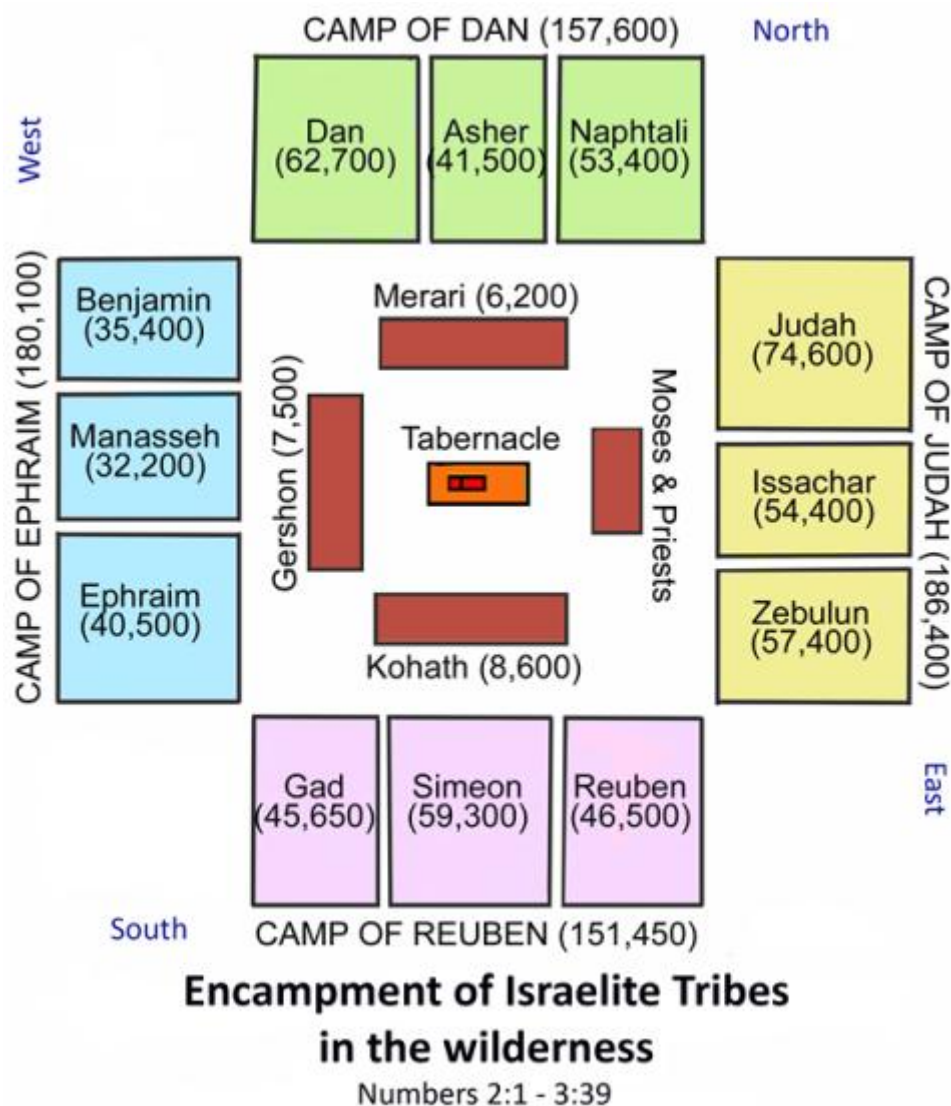 CAMP OF DAN (157,600)
North
West
Dan
(62,700)
Asher
(41,500)
Naphtali
(53,400)
CAMP OF EPHRAIM (180,100)
Benjamin
(35,400)
Manasseh
(32,200)
Ephraim
(40,500)
Merari (6,200)
Gershon (7,500)
Tabernacle
Moses & Priests
Kohath (8,600)
Judah
(74,600)
Issachar
(54,400)
Zebulun
(57,400)
CAMP OF JUDAH (186,400)
East
Gad
(45,650)
Simeon
(59,300)
Reuben
(46,500)
South
CAMP OF REUBEN (151,450)
Encampment of Israelite Tribes
in the wilderness
Numbers 2:1 - 3:39